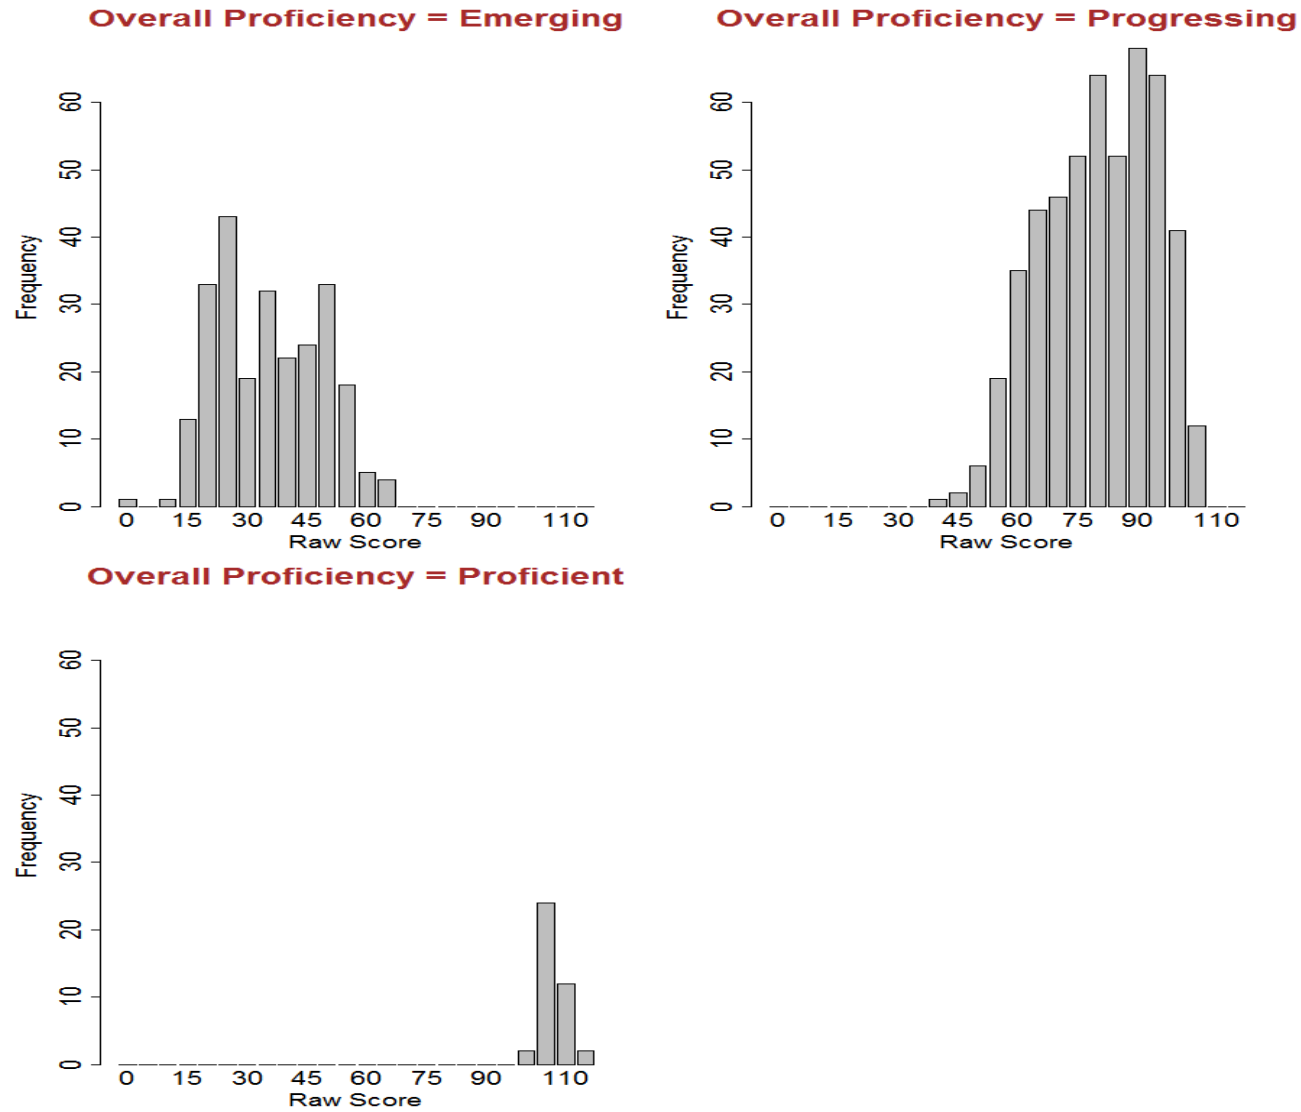 Overall Proficiency = Emerging
Frequency
0 10 20 30 40 50 60
0 15 30 45 60 75 90 110
Raw Score
Overall Proficiency = Progressing
Frequency
0 10 20 30 40 50 60
0 15 30 45 60 75 90 110
Raw Score
Overall Proficiency = Proficient
Frequency
0 10 20 30 40 50 60
0 15 30 45 60 75 90 110
Raw Score